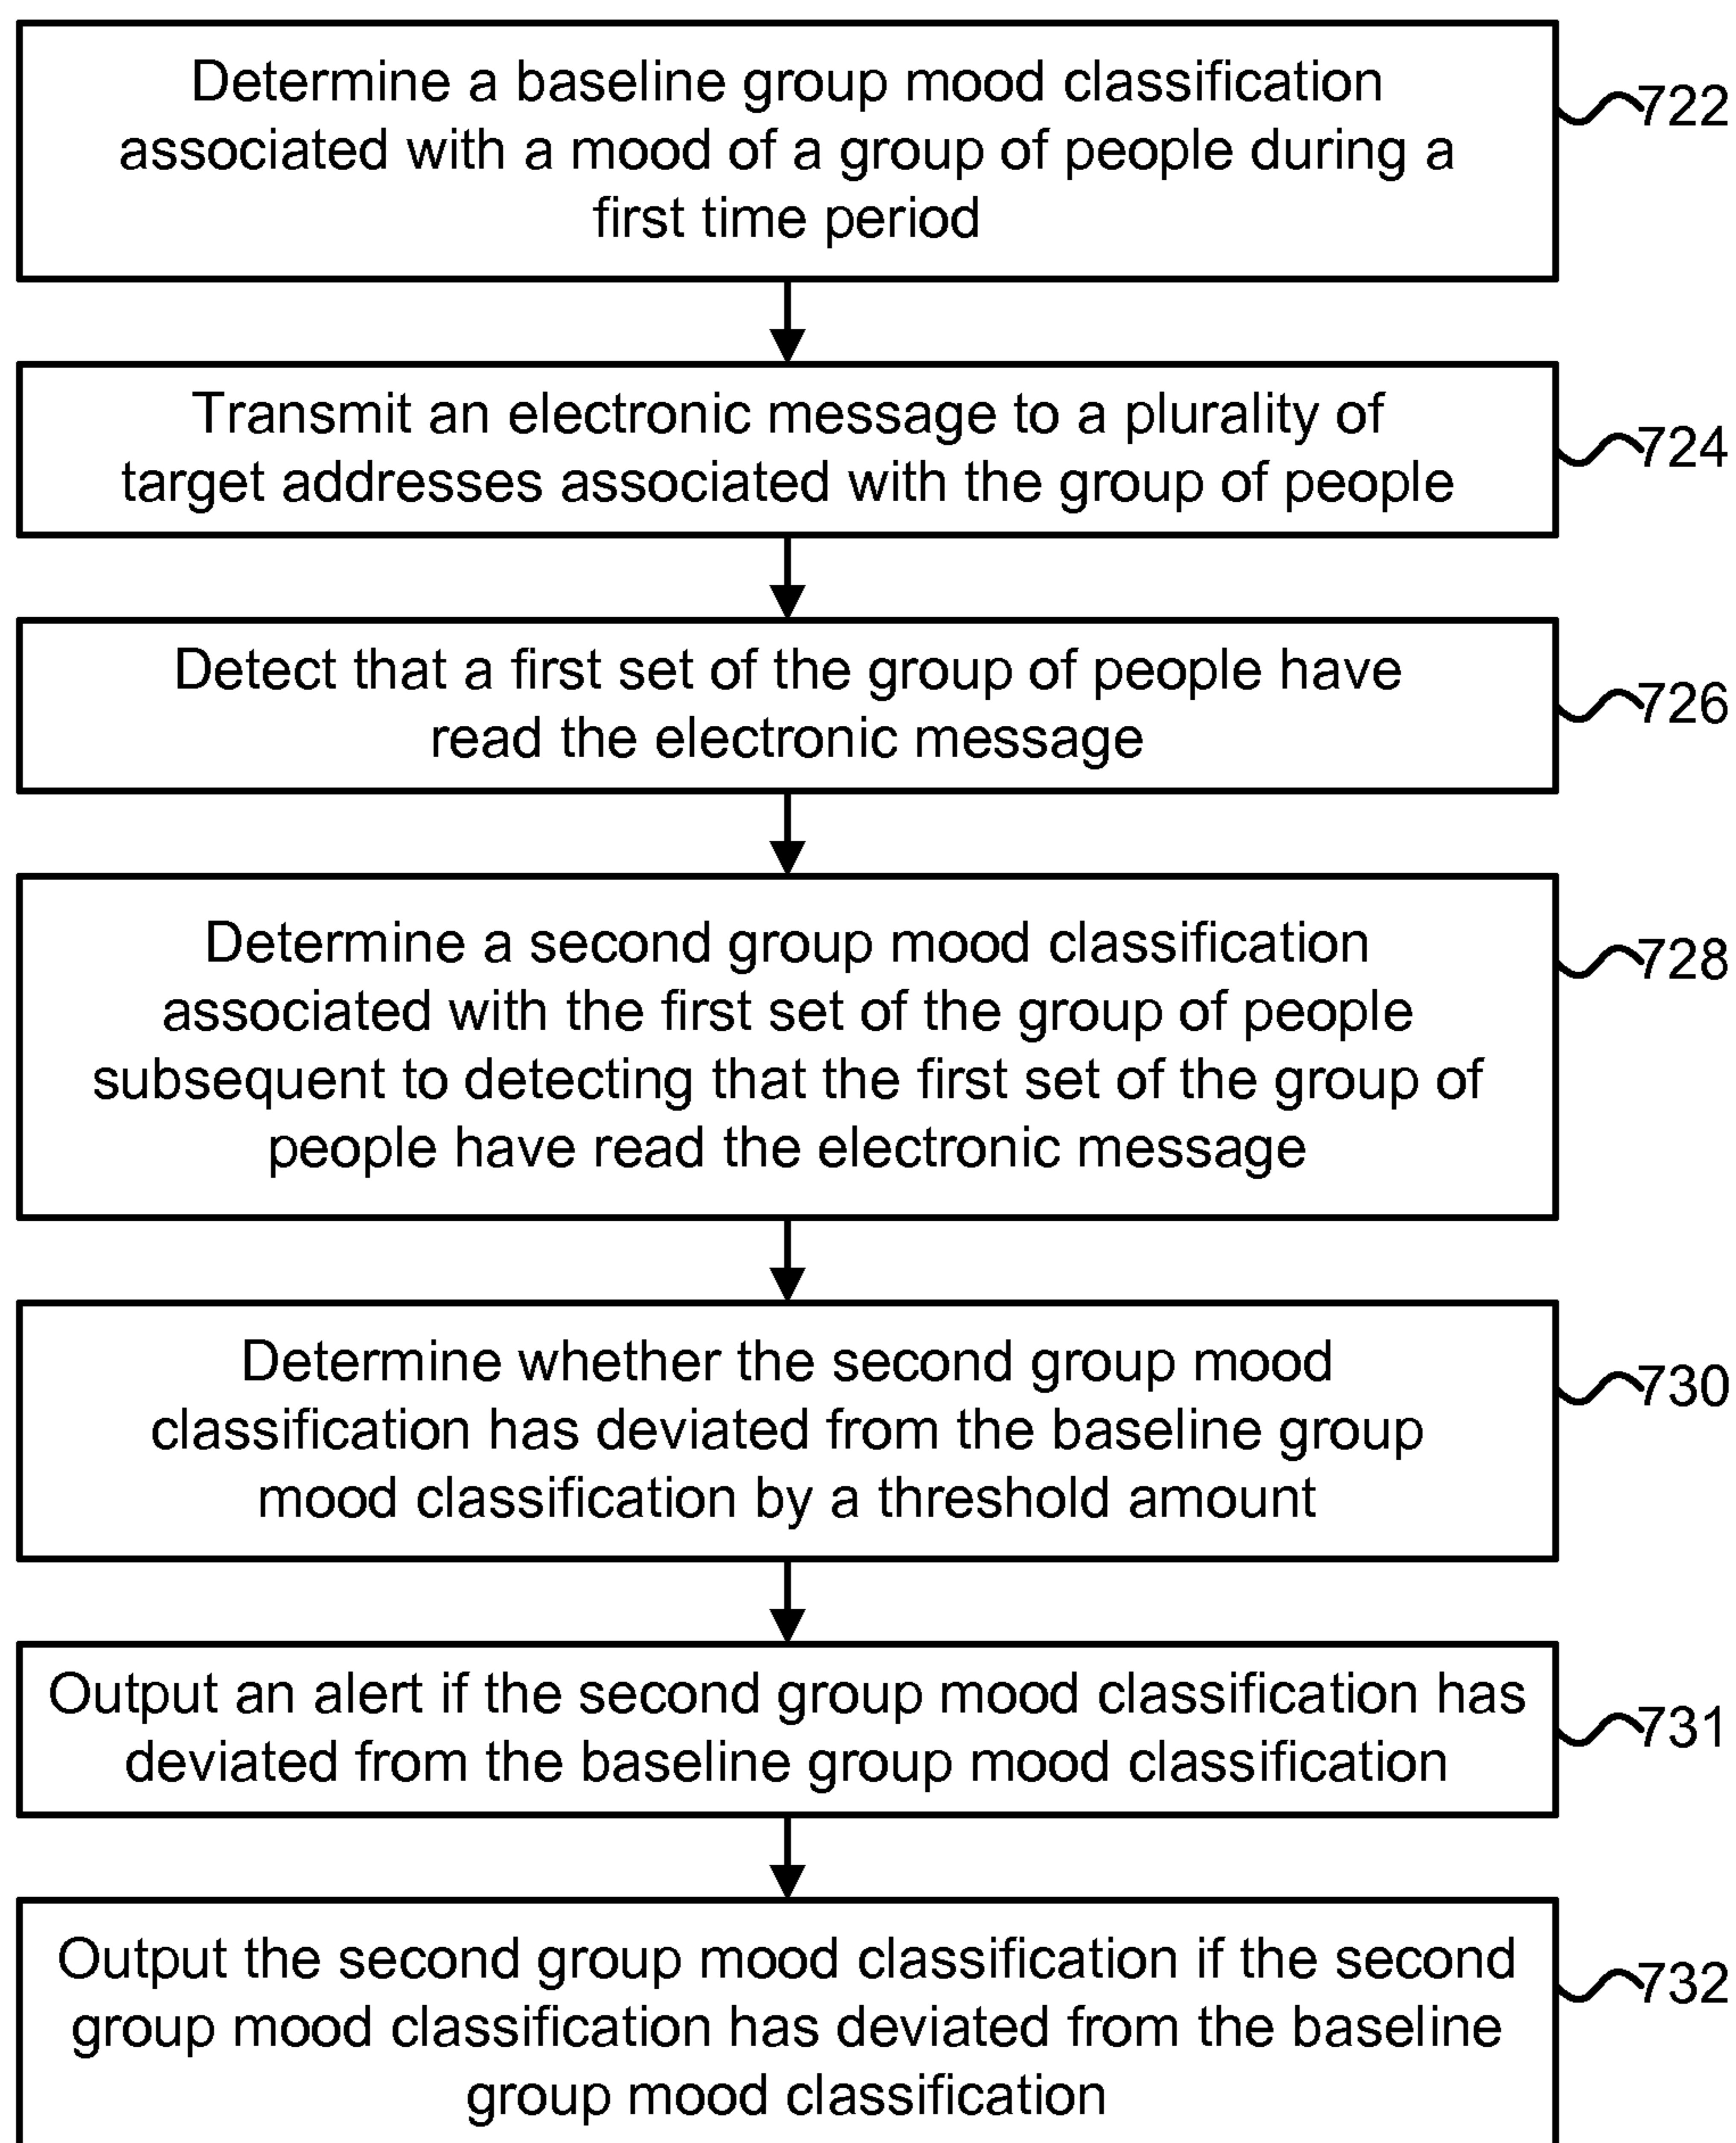 Determine a baseline group mood classification
associated with a mood of a group of people during a
first time period
722
Transmit an electronic message to a plurality of
target addresses associated with the group of people
724
Detect that a first set of the group of people have
read the electronic message
726
Determine a second group mood classification
associated with the first set of the group of people
subsequent to detecting that the first set of the group of
people have read the electronic message
728
Determine whether the second group mood
classification has deviated from the baseline group
mood classification by a threshold amount
730
Output an alert if the second group mood classification has
deviated from the baseline group mood classification
731
Output the second group mood classification if the second
group mood classification has deviated from the baseline
group mood classification
732